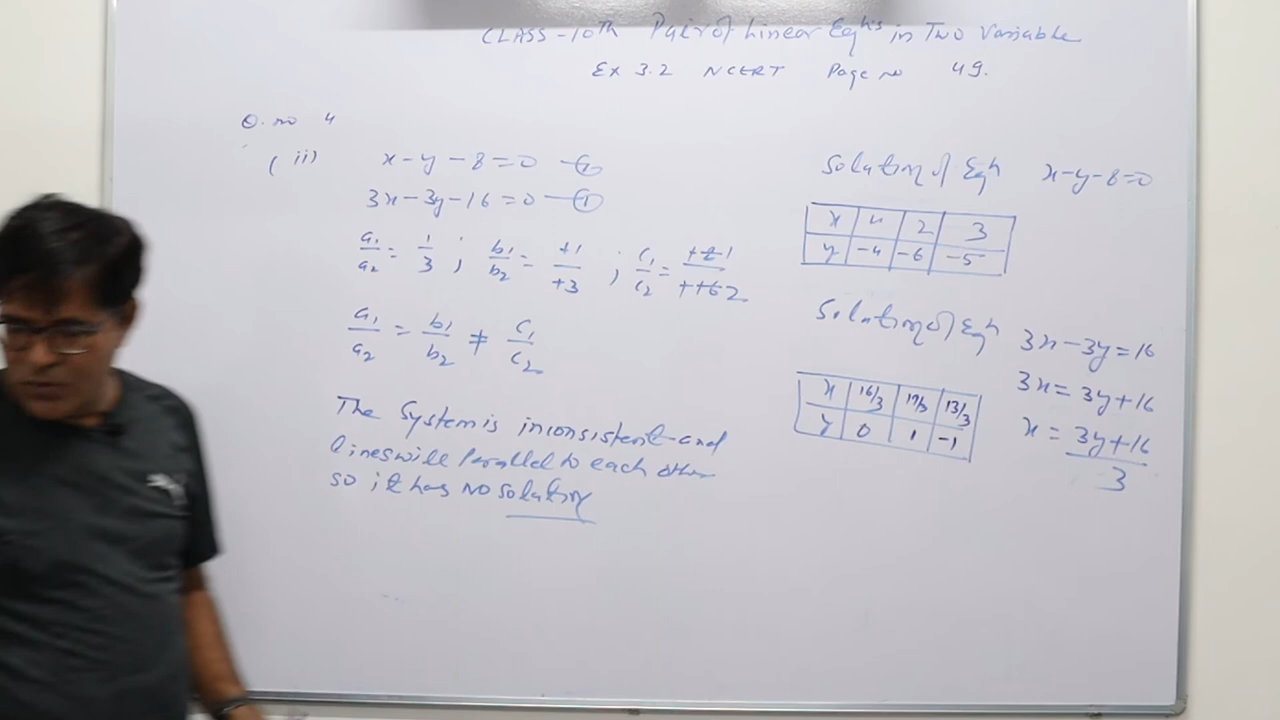 CLASS-10th Pair of Linear Eqns in Two Variable
Ex 3.2 NCERT Page no 49.
Q. no 4
(ii) x-y-8=0
3x-3y-16=0 — ①
a₁/a₂ = 1/3 ; b₁/b₂ = +1/+3 ; c₁/c₂ =
a₁/a₂ = b₁/b₂ ≠ c₁/c₂
The System is inconsistent and
lines will Parallel to each other
so it has NO Solution
Solution of Eqn x-y-8=0
x 4 2 3
y -4 -6 -5
Solution of Eqn 3x-3y=16
3x=3y+16
x = 3y+16/3
x 16/3 19/3 13/3
y 0 1 -1